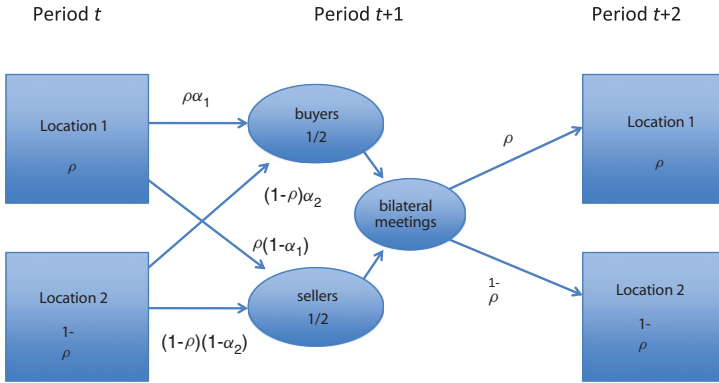 Period t
Period t+1
Period t+2
Location 1
ρ
ρα₁
buyers
1/2
(1-ρ)α₂
ρ(1-α₁)
bilateral
meetings
ρ
Location 1
ρ
Location 2
1-
ρ
(1-ρ)(1-α₂)
sellers
1/2
1-
ρ
Location 2
1-
ρ